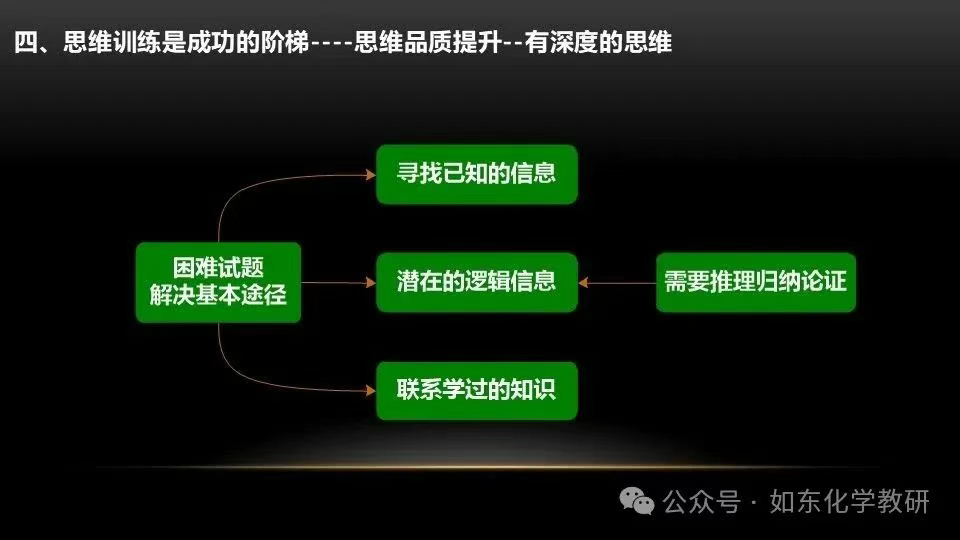 四、思维训练是成功的阶梯----思维品质提升--有深度的思维
寻找已知的信息
困难试题
解决基本途径
潜在的逻辑信息
需要推理归纳论证
联系学过的知识
公众号 · 如东化学教研